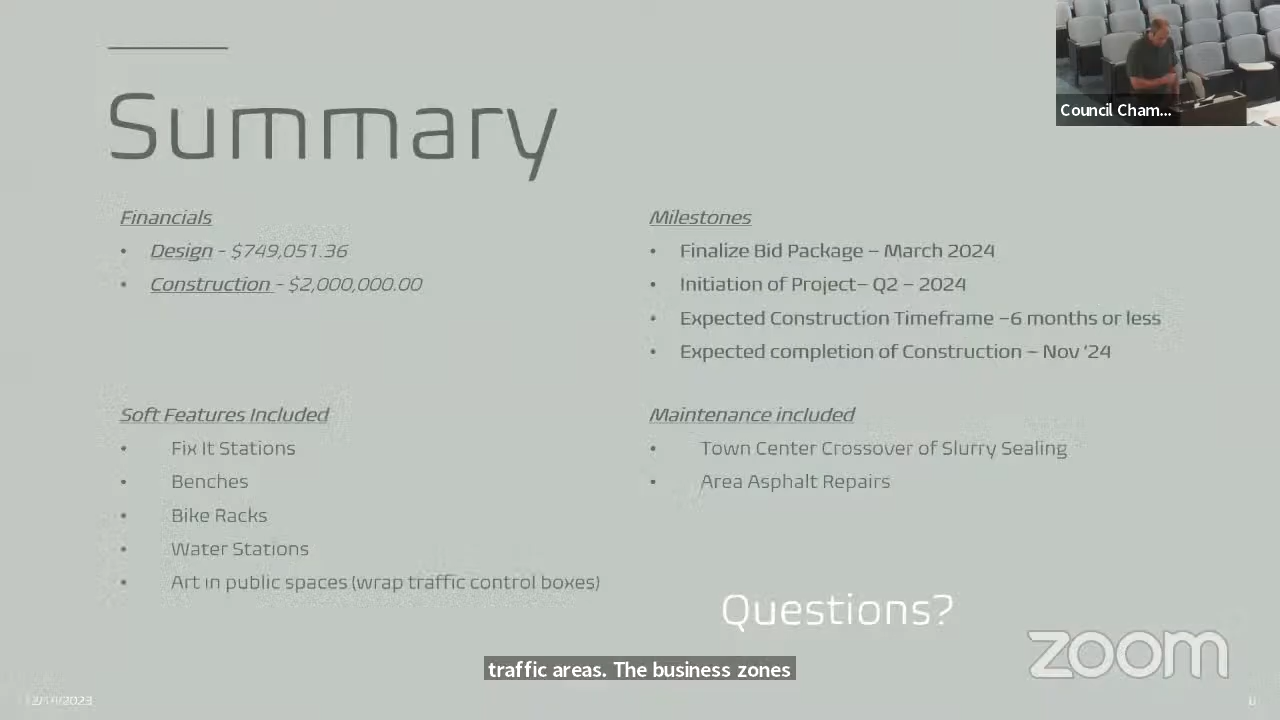 Summary
Council Cham...
Financials
• Design - $749,051.36
• Construction - $2,000,000.00
Milestones
• Finalize Bid Package – March 2024
• Initiation of Project– Q2 – 2024
• Expected Construction Timeframe –6 months or less
• Expected completion of Construction – Nov '24
Soft Features Included
• Fix It Stations
• Benches
• Bike Racks
• Water Stations
• Art in public spaces (wrap traffic control boxes)
Maintenance included
• Town Center Crossover of Slurry Sealing
• Area Asphalt Repairs
Questions?
zoom
traffic areas. The business zones